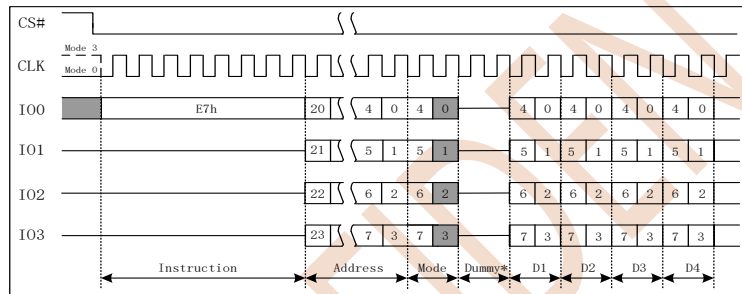 CS#
Mode 3
CLK
Mode 0
IO0 E7h 20 4 0 4 0 4 0 4 0 4 0 4 0
IO1 21 5 1 5 1 5 1 5 1 5 1 5 1
IO2 22 6 2 6 2 6 2 6 2 6 2 6 2
IO3 23 7 3 7 3 7 3 7 3 7 3 7 3
Instruction Address Mode Dummy* D1 D2 D3 D4